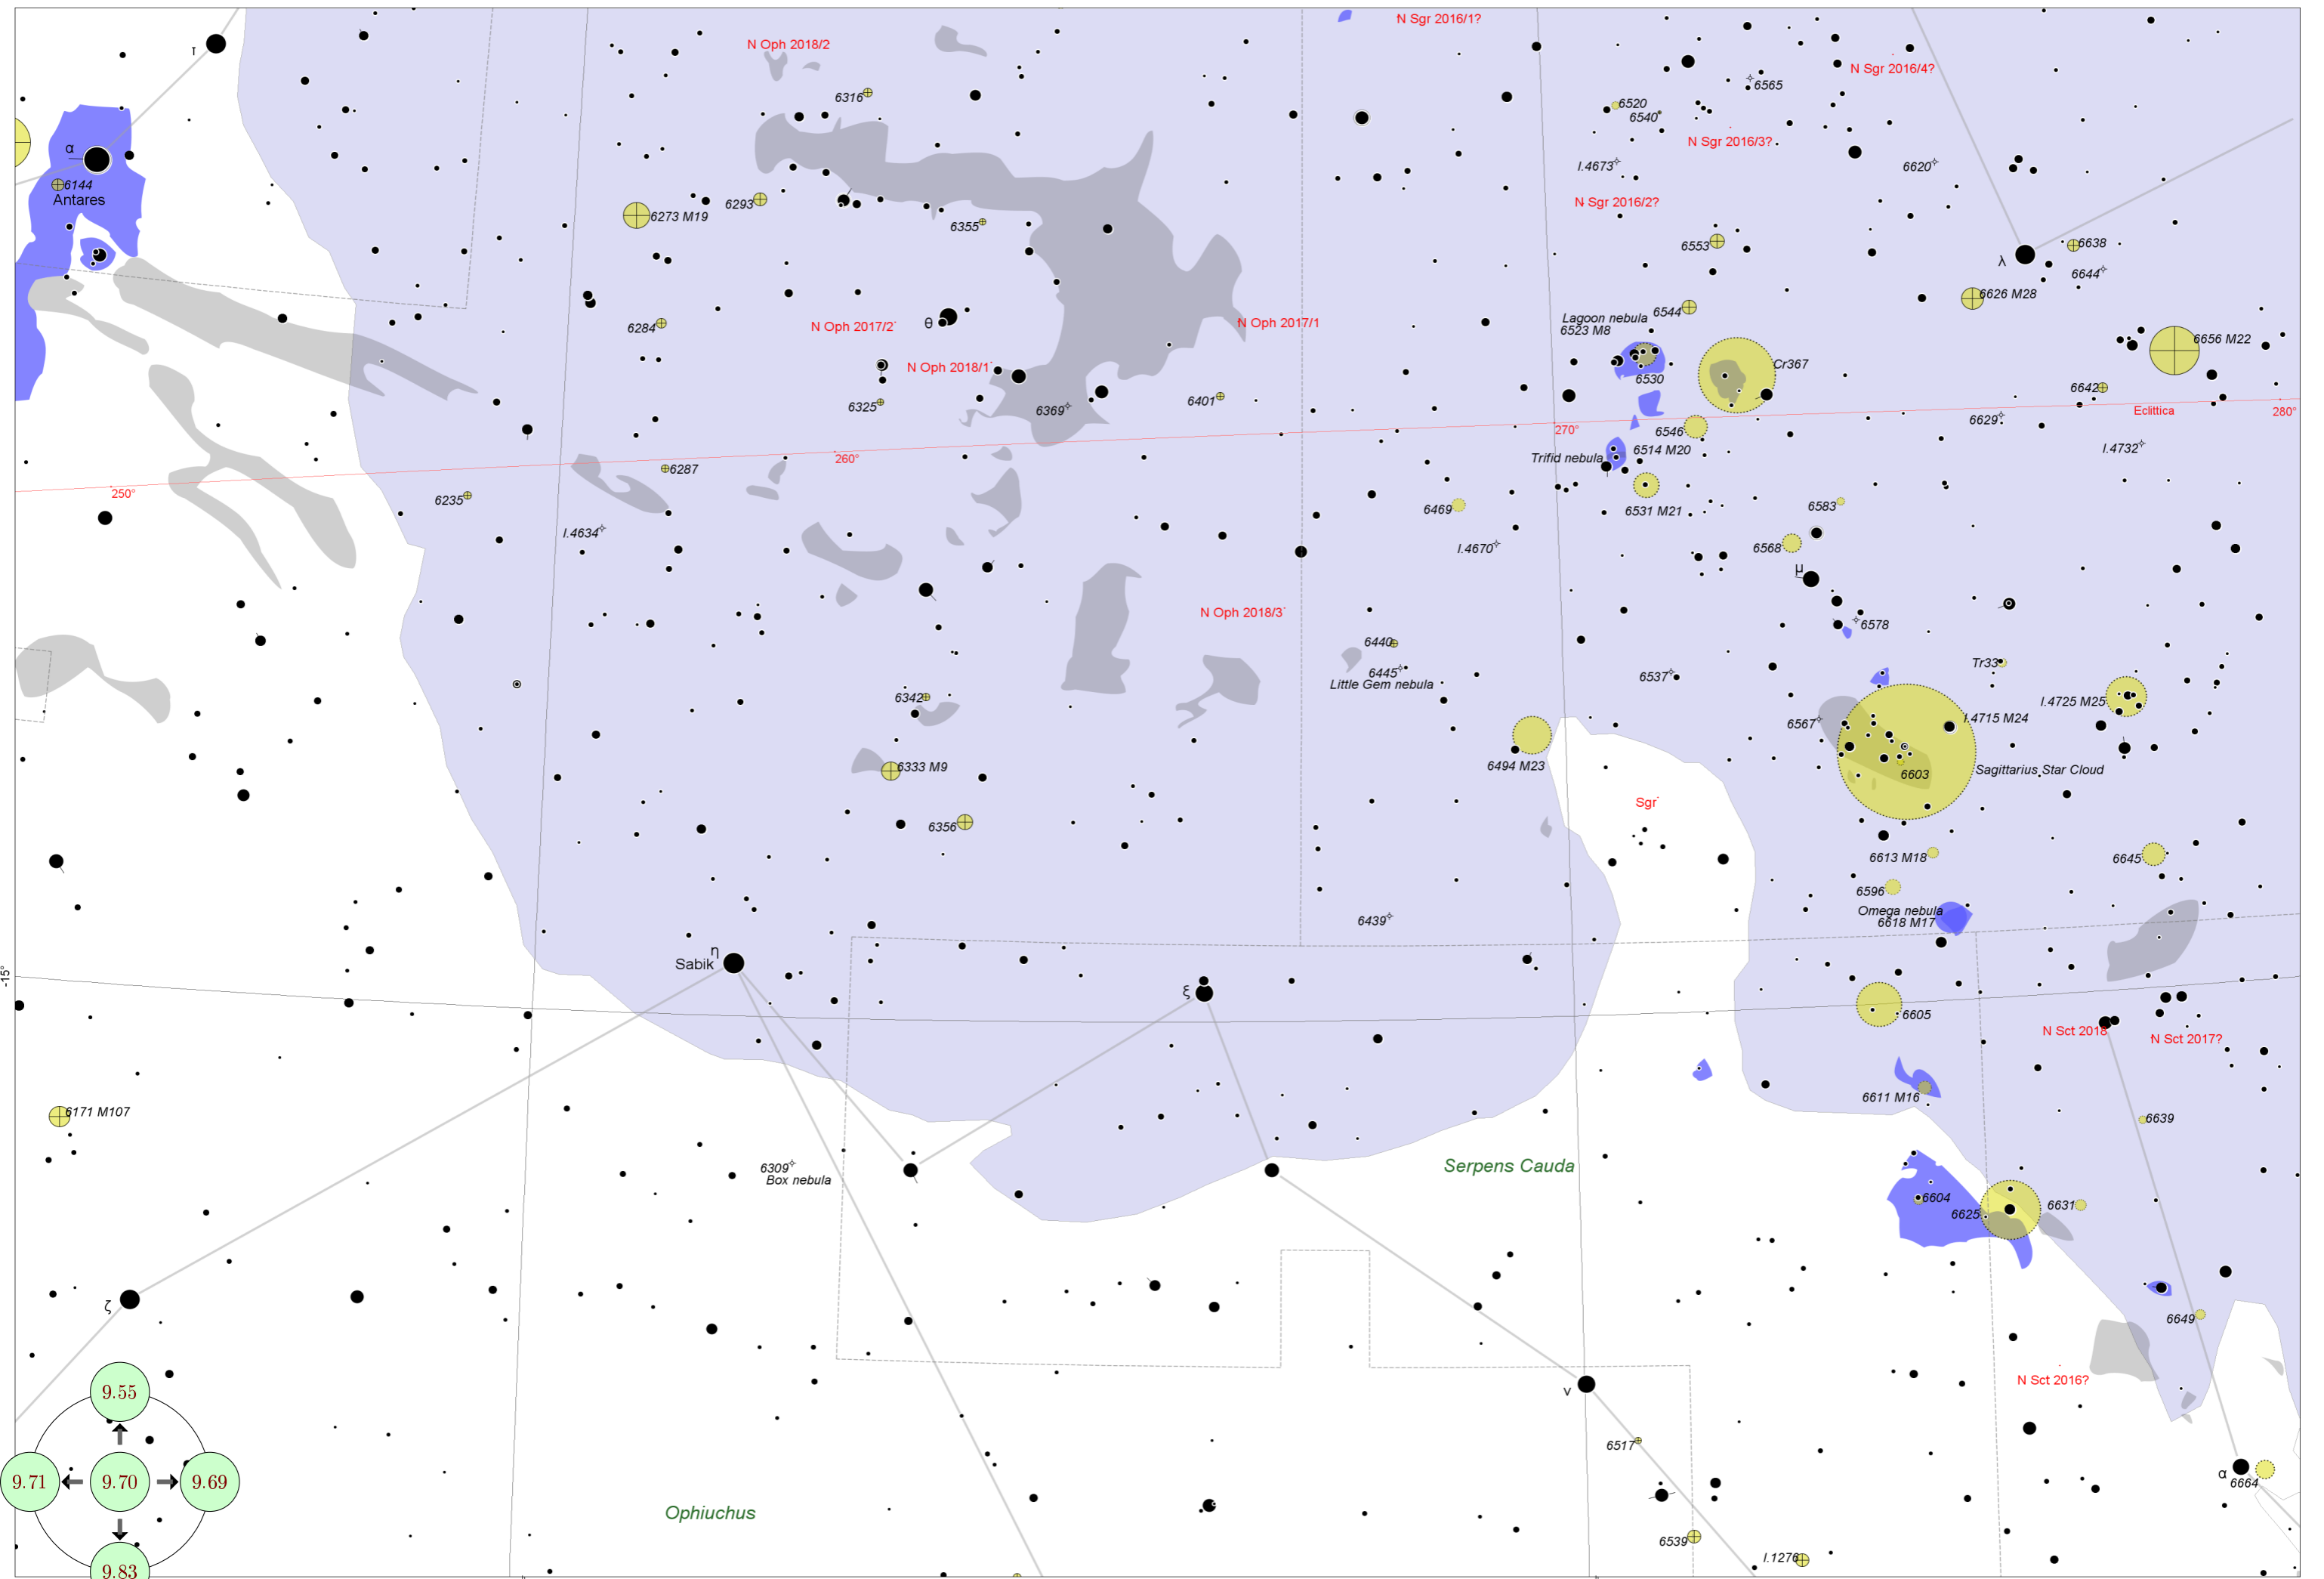 N Sgr 2016/1?
τ
N Oph 2018/2
N Sgr 2016/4?
6565
6316
6520
6540
N Sgr 2016/3?
α
6144
Antares
I.4673
6620
6293
6273 M19
N Sgr 2016/2?
6355
6553
6638
λ
6644
6626 M28
6544
Lagoon nebula
6523 M8
6284
N Oph 2017/2
θ
N Oph 2017/1
6656 M22
N Oph 2018/1
Cr367
6530
6642
6325
6369
6401
Eclittica
280°
6629
270°
6546
6514 M20
Trifid nebula
I.4732
260°
6287
250°
6235
6469
6531 M21
6583
I.4634
I.4670
6568
μ
N Oph 2018/3
6578
6440
6445
Little Gem nebula
6537
Tr33
6342
I.4725 M25
6567
I.4715 M24
6333 M9
6494 M23
Sagittarius Star Cloud
6603
Sgr
6356
6613 M18
6645
6596
Omega nebula
6618 M17
6439
η
Sabik
-15°
ξ
6605
N Sct 2018
N Sct 2017?
6611 M16
6171 M107
6639
6309
Box nebula
Serpens Cauda
6604
6625
6631
ζ
6649
N Sct 2016?
9.55
ν
6517
9.71
9.70
9.69
α
6664
Ophiuchus
6539
I.1276
9.83